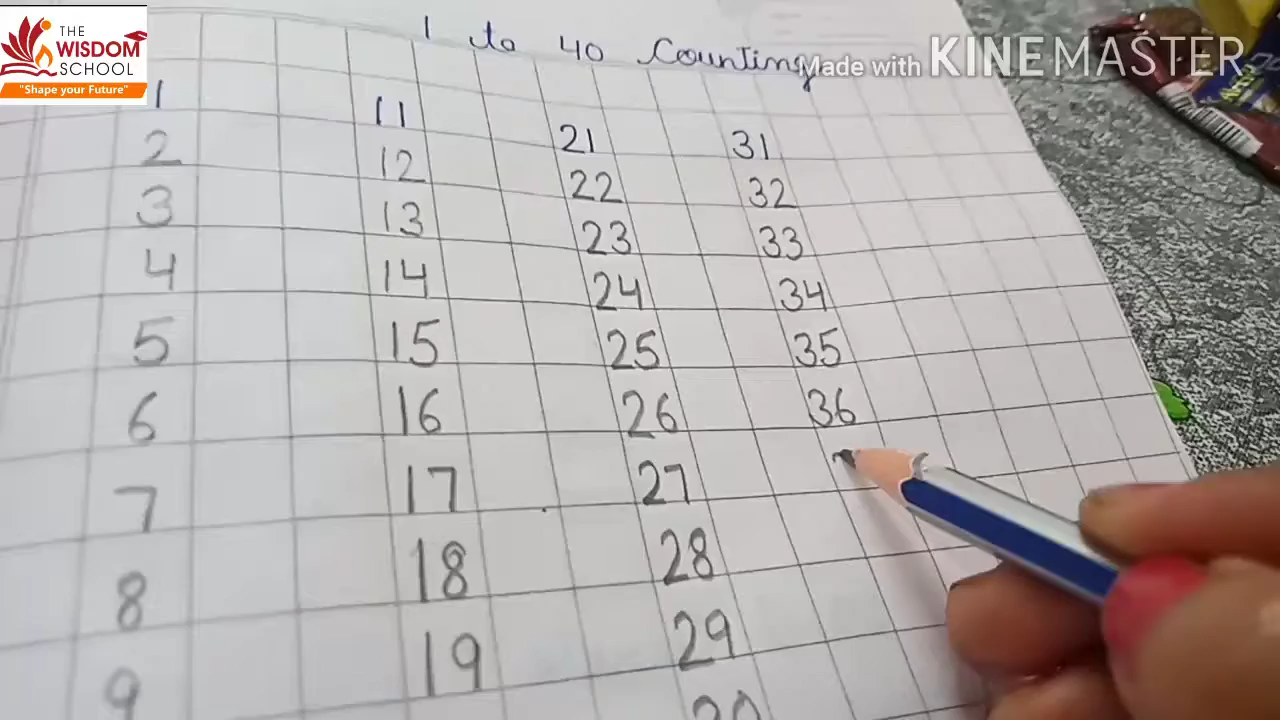 THE
WISDOM
SCHOOL
"Shape your Future"
1 to 40 Counting
Made with KINEMASTER
1 11 21 31
2 12 22 32
3 13 23 33
4 14 24 34
5 15 25 35
6 16 26 36
7 17 27
8 18 28
9 19 29
30